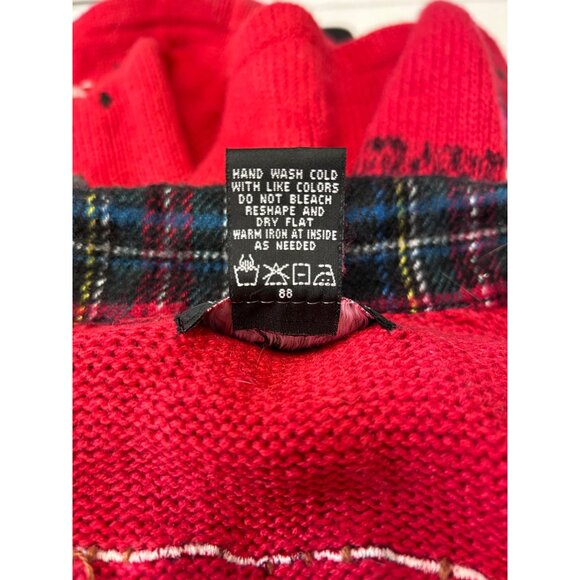 HAND WASH COLD
WITH LIKE COLORS
DO NOT BLEACH
RESHAPE AND
DRY FLAT
WARM IRON AT INSIDE
AS NEEDED
88